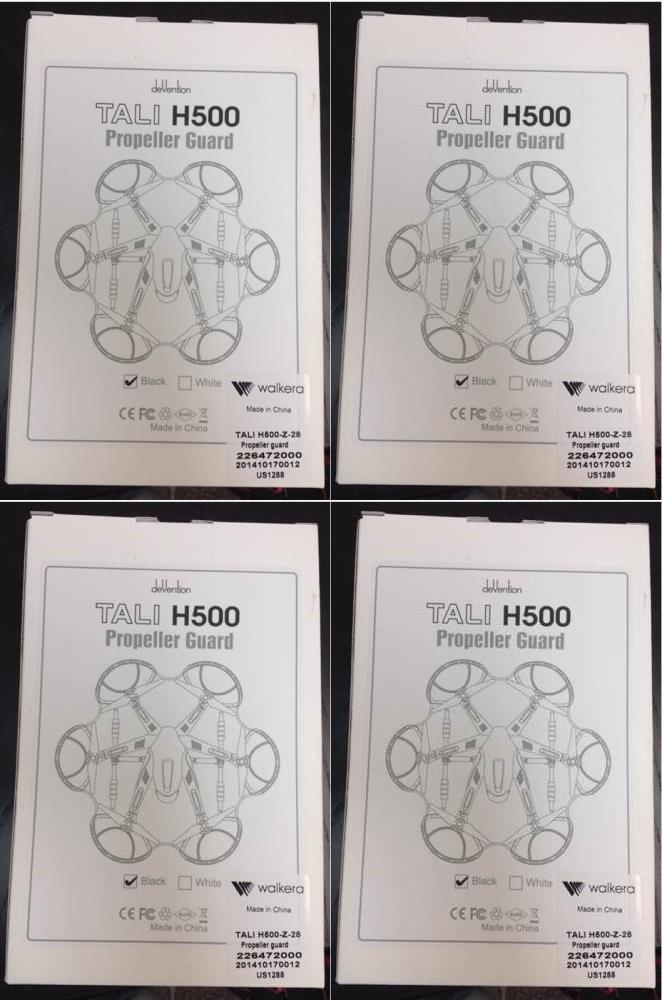 deVention
TALI H500
Propeller Guard
Black White
walkera
Made in China
CE FC RoHS
Made in China
TALI H500-Z-28
Propeller guard
226472000
201410170012
US1288
deVention
TALI H500
Propeller Guard
Black White
walkera
Made in China
CE FC RoHS
Made in China
TALI H500-Z-28
Propeller guard
226472000
201410170012
US1288
deVention
TALI H500
Propeller Guard
Black White
walkera
Made in China
CE FC RoHS
Made in China
TALI H500-Z-28
Propeller guard
226472000
201410170012
US1288
deVention
TALI H500
Propeller Guard
Black White
walkera
Made in China
CE FC RoHS
Made in China
TALI H500-Z-28
Propeller guard
226472000
201410170012
US1288